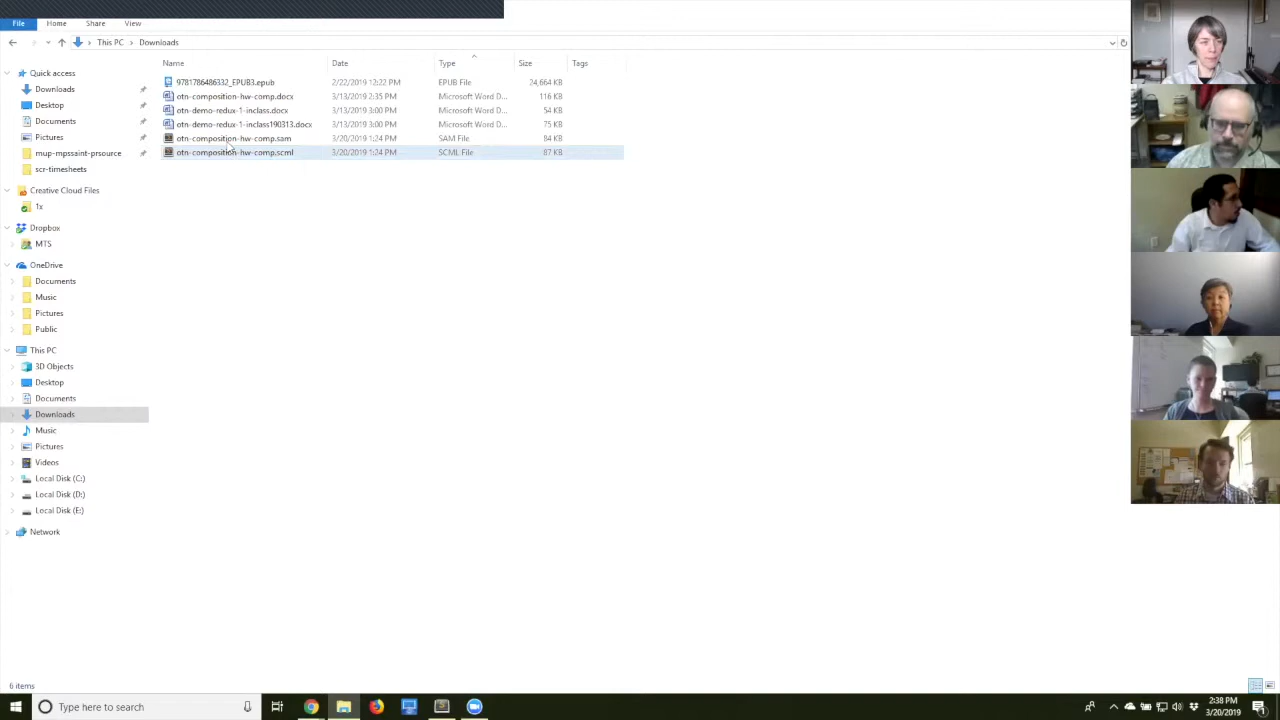 File Home Share View
This PC > Downloads
Name Date Type Size Tags
Quick access
Downloads
Desktop
Documents
Pictures
mup-mpssaint-prsource
scr-timesheets
Creative Cloud Files
1x
Dropbox
MTS
OneDrive
Documents
Music
Pictures
Public
This PC
3D Objects
Desktop
Documents
Downloads
Music
Pictures
Videos
Local Disk (C:)
Local Disk (D:)
Local Disk (E:)
Network
9781786486332_EPUB3.epub 2/22/2019 12:22 PM EPUB File 24,664 KB
otn-composition-hw-comp.docx 3/13/2019 2:35 PM Microsoft Word D... 116 KB
otn-demo-redux-1-inclass.docx 3/13/2019 3:00 PM Microsoft Word D... 54 KB
otn-demo-redux-1-inclass190313.docx 3/13/2019 3:00 PM Microsoft Word D... 75 KB
otn-composition-hw-comp.sam 3/20/2019 1:24 PM SAM File 84 KB
otn-composition-hw-comp.scml 3/20/2019 1:24 PM SCML File 87 KB
6 items
Type here to search
2:38 PM
3/20/2019